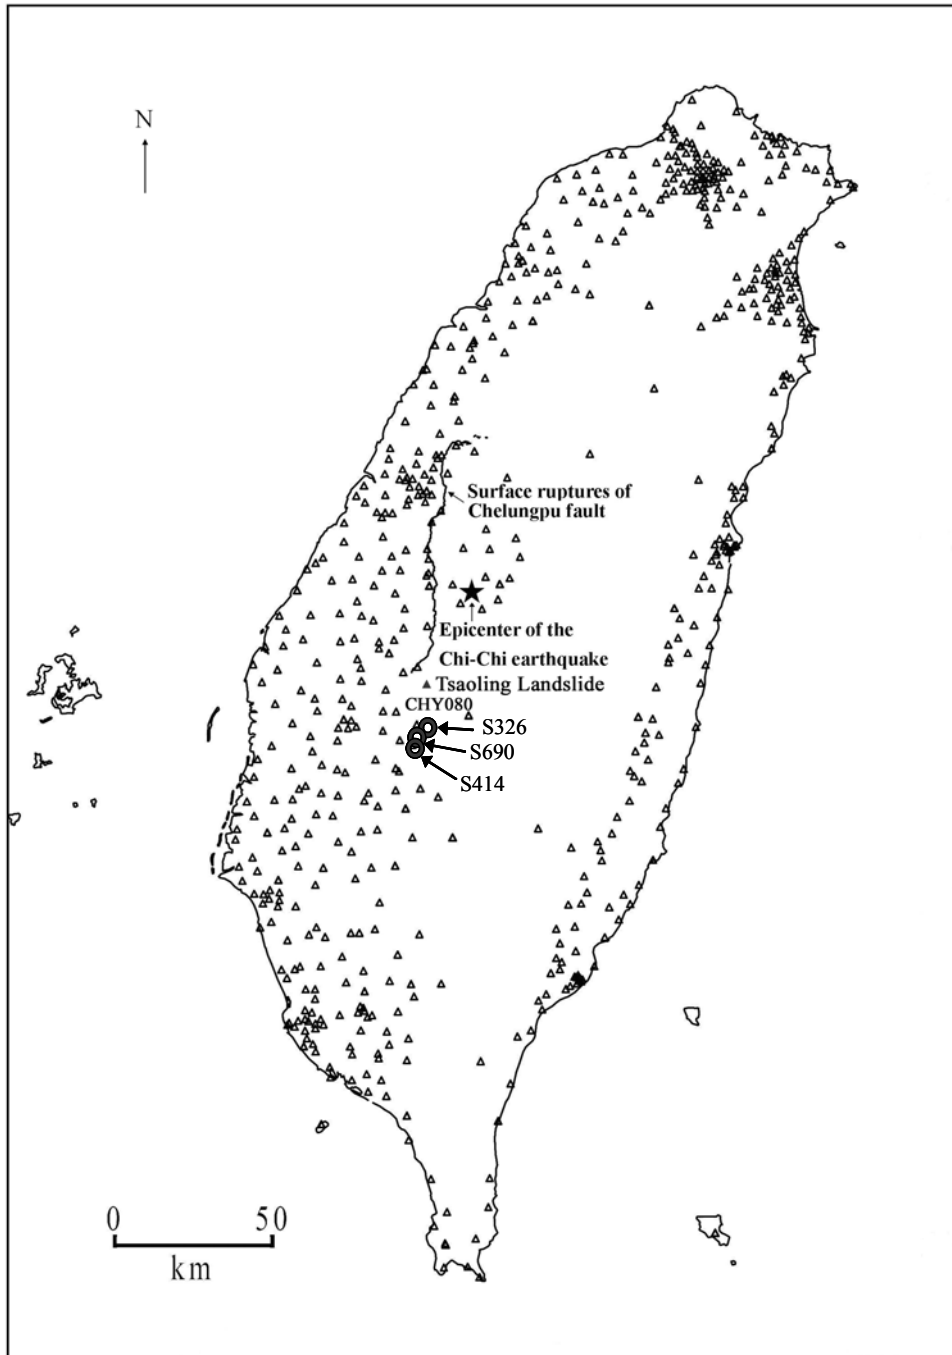 N
Surface ruptures of
Chelungpu fault
Epicenter of the
Chi-Chi earthquake
Tsaoling Landslide
CHY080
S326
S690
S414
0 50
km